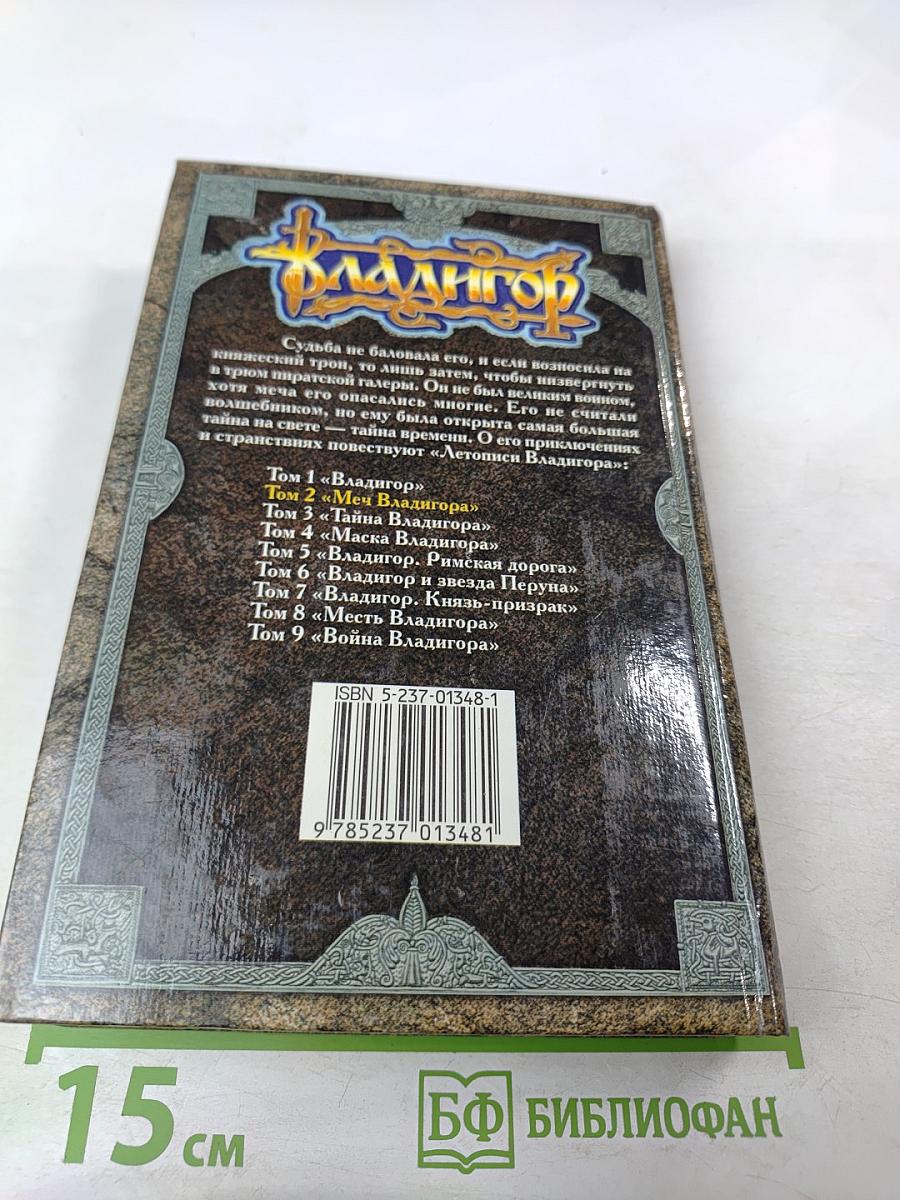 Владигор
Судьба не баловала его, и если возносила на
княжеский трон, то лишь затем, чтобы низвергнуть
в трюм пиратской галеры. Он не был великим воином,
хотя меча его опасались многие. Его не считали
волшебником, но ему была открыта самая большая
тайна на свете — тайна времени. О его приключениях
и странствиях повествуют «Летописи Владигора»:
Том 1 «Владигор»
Том 2 «Меч Владигора»
Том 3 «Тайна Владигора»
Том 4 «Маска Владигора»
Том 5 «Владигор. Римская дорога»
Том 6 «Владигор и звезда Перуна»
Том 7 «Владигор. Князь-призрак»
Том 8 «Месть Владигора»
Том 9 «Война Владигора»
ISBN 5-237-01348-1
9 785237 013481
15 см
БФ БИБЛИОФАН